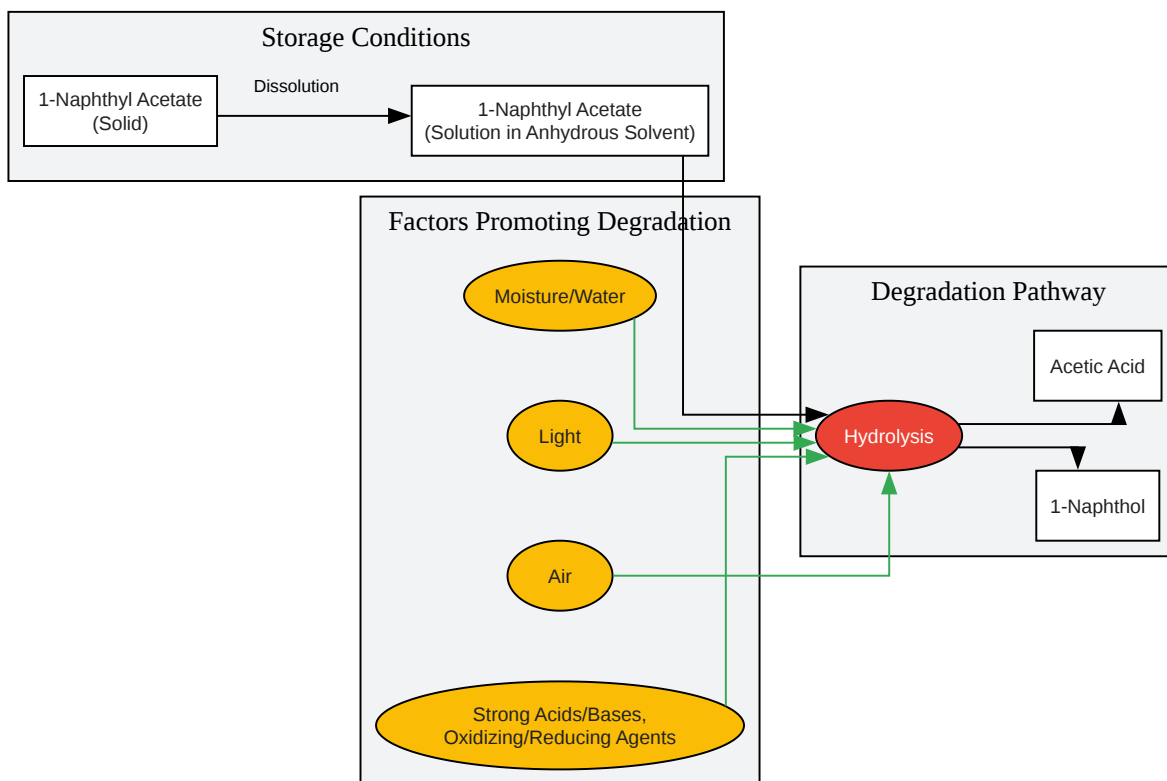 Storage Conditions
1-Naphthyl Acetate
(Solid)
Dissolution
1-Naphthyl Acetate
(Solution in Anhydrous Solvent)
Factors Promoting Degradation
Moisture/Water
Light
Air
Strong Acids/Bases,
Oxidizing/Reducing Agents
Degradation Pathway
Hydrolysis
Acetic Acid
1-Naphthol